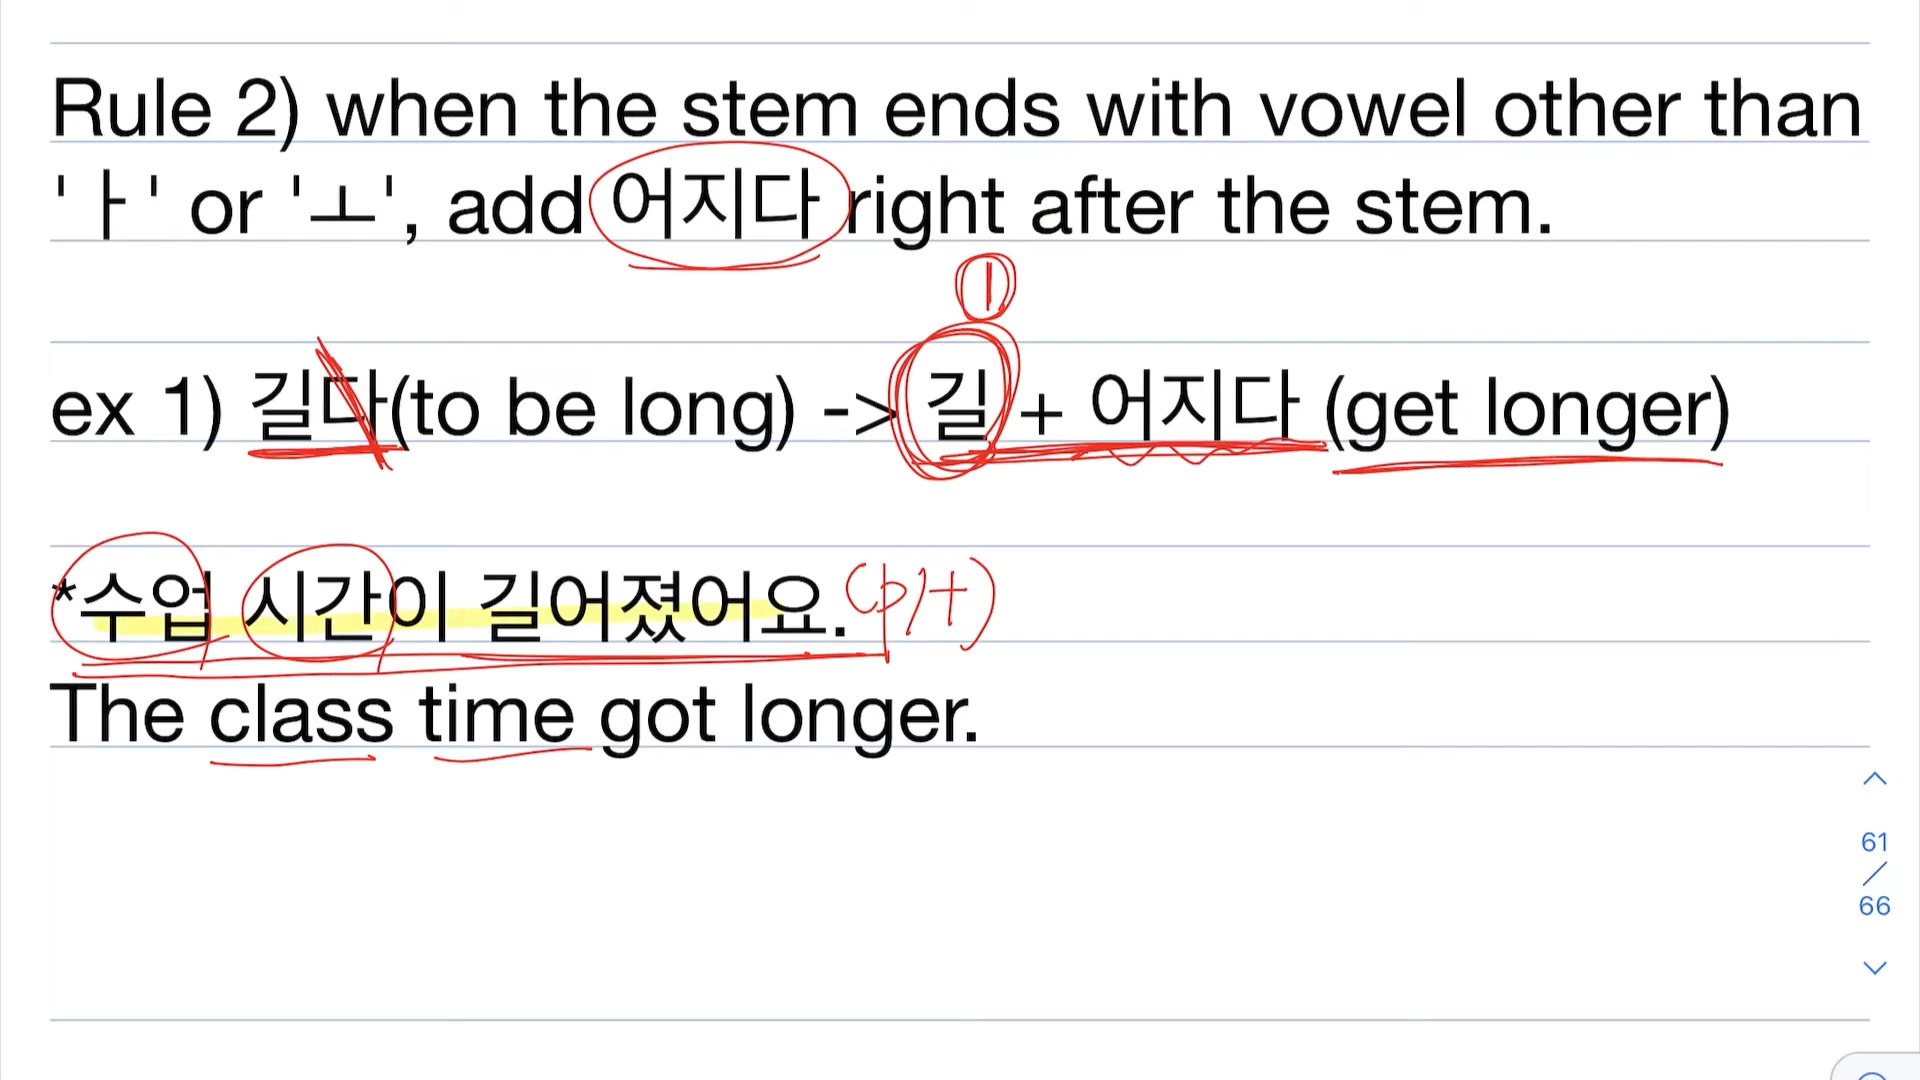 Rule 2) when the stem ends with vowel other than
'ㅏ' or 'ㅗ', add 어지다 right after the stem.
ㅣ
ex 1) 길다(to be long) -> 길 + 어지다 (get longer)
*수업 시간이 길어졌어요. (p/t)
The class time got longer.
61
/
66